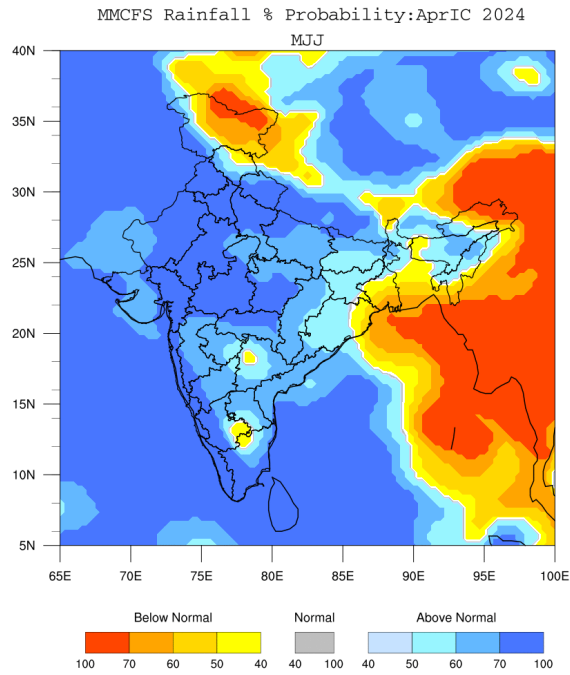 MMCFS Rainfall % Probability:AprIC 2024
MJJ
40N
35N
30N
25N
20N
15N
10N
5N
65E 70E 75E 80E 85E 90E 95E 100E
Below Normal Normal Above Normal
100 70 60 50 40 40 100 40 50 60 70 100